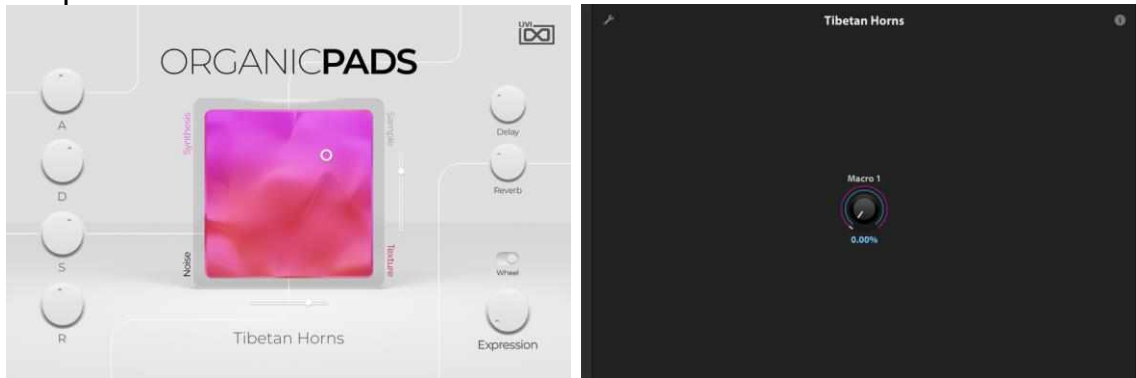 UVI
ORGANICPADS
A
D
S
R
Synthesis
Sample
Noise
Texture
Delay
Reverb
Wheel
Expression
Tibetan Horns
Tibetan Horns
Macro 1
0.00%